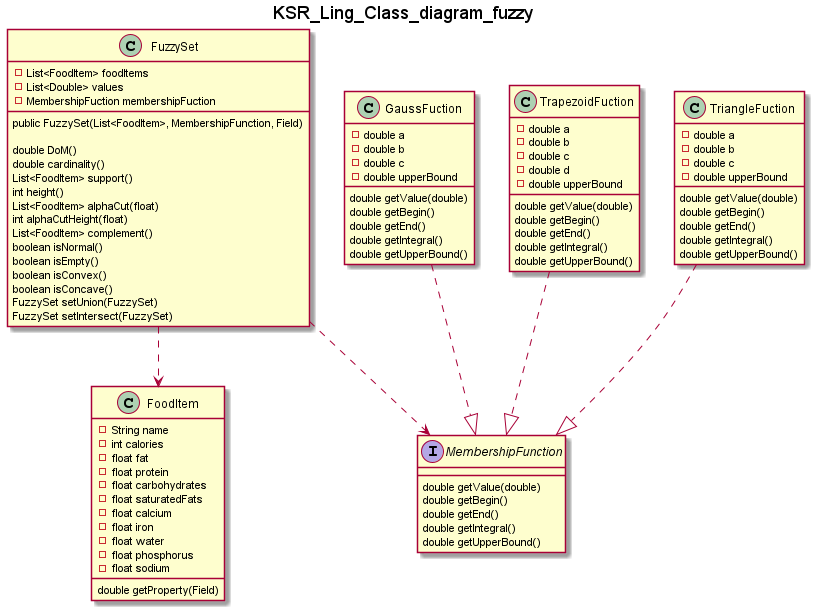 KSR_Ling_Class_diagram_fuzzy
C FuzzySet
List<FoodItem> foodItems
List<Double> values
MembershipFuction membershipFuction
public FuzzySet(List<FoodItem>, MembershipFunction, Field)
double DoM()
double cardinality()
List<FoodItem> support()
int height()
List<FoodItem> alphaCut(float)
int alphaCutHeight(float)
List<FoodItem> complement()
boolean isNormal()
boolean isEmpty()
boolean isConvex()
boolean isConcave()
FuzzySet setUnion(FuzzySet)
FuzzySet setIntersect(FuzzySet)
C GaussFuction
double a
double b
double c
double upperBound
double getValue(double)
double getBegin()
double getEnd()
double getIntegral()
double getUpperBound()
C TrapezoidFuction
double a
double b
double c
double d
double upperBound
double getValue(double)
double getBegin()
double getEnd()
double getIntegral()
double getUpperBound()
C TriangleFuction
double a
double b
double c
double upperBound
double getValue(double)
double getBegin()
double getEnd()
double getIntegral()
double getUpperBound()
C FoodItem
String name
int calories
float fat
float protein
float carbohydrates
float saturatedFats
float calcium
float iron
float water
float phosphorus
float sodium
double getProperty(Field)
I MembershipFunction
double getValue(double)
double getBegin()
double getEnd()
double getIntegral()
double getUpperBound()